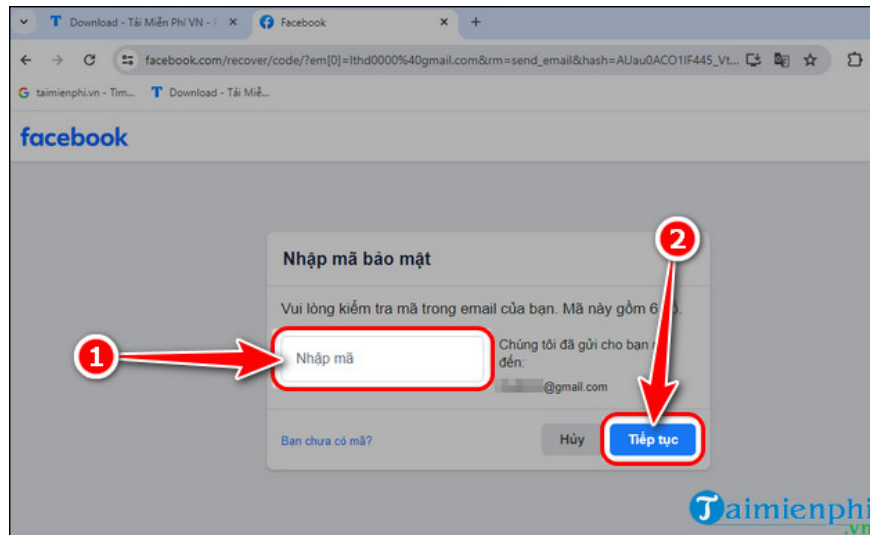 Download - Tải Miễn Phí VN -
Facebook
facebook.com/recover/code/?em[0]=lthd0000%40gmail.com&rm=send_email&hash=AUau0ACO1IF445_Vt...
taimienphi.vn - Tim...
Download - Tải Miễ...
facebook
2
Nhập mã bảo mật
Vui lòng kiểm tra mã trong email của bạn. Mã này gồm 6
1
Nhập mã
Chúng tôi đã gửi cho bạn
đến:
@gmail.com
Bạn chưa có mã?
Hủy
Tiếp tục
Taimienphi
.vn